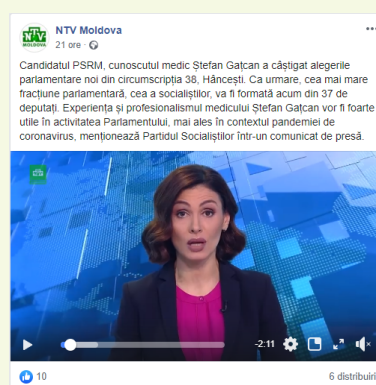 NTV Moldova
21 ore ·
Candidatul PSRM, cunoscutul medic Ștefan Gațcan a câștigat alegerile
parlamentare noi din circumscripția 38, Hâncești. Ca urmare, cea mai mare
fracțiune parlamentară, cea a socialiștilor, va fi formată acum din 37 de
deputați. Experiența și profesionalismul medicului Ștefan Gațcan vor fi foarte
utile în activitatea Parlamentului, mai ales în contextul pandemiei de
coronavirus, menționează Partidul Socialiștilor într-un comunicat de presă.
-2:11
10
6 distribuiri